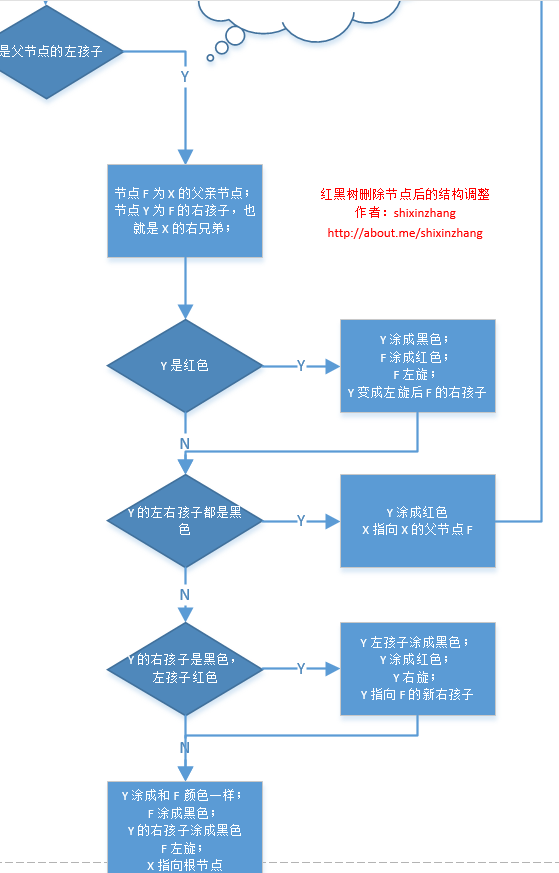 是父节点的左孩子
Y
节点 F 为 X 的父亲节点；
节点 Y 为 F 的右孩子，也
就是 X 的右兄弟；
红黑树删除节点后的结构调整
作者：shixinzhang
http://about.me/shixinzhang
Y 是红色
Y
Y 涂成黑色；
F 涂成红色；
F 左旋；
Y 变成左旋后 F 的右孩子
N
Y 的左右孩子都是黑
色
Y
Y 涂成红色
X 指向 X 的父节点 F
N
Y 的右孩子是黑色，
左孩子红色
Y
Y 左孩子涂成黑色；
Y 涂成红色；
Y 右旋；
Y 指向 F 的新右孩子
N
Y 涂成和 F 颜色一样；
F 涂成黑色；
Y 的右孩子涂成黑色
F 左旋；
X 指向根节点